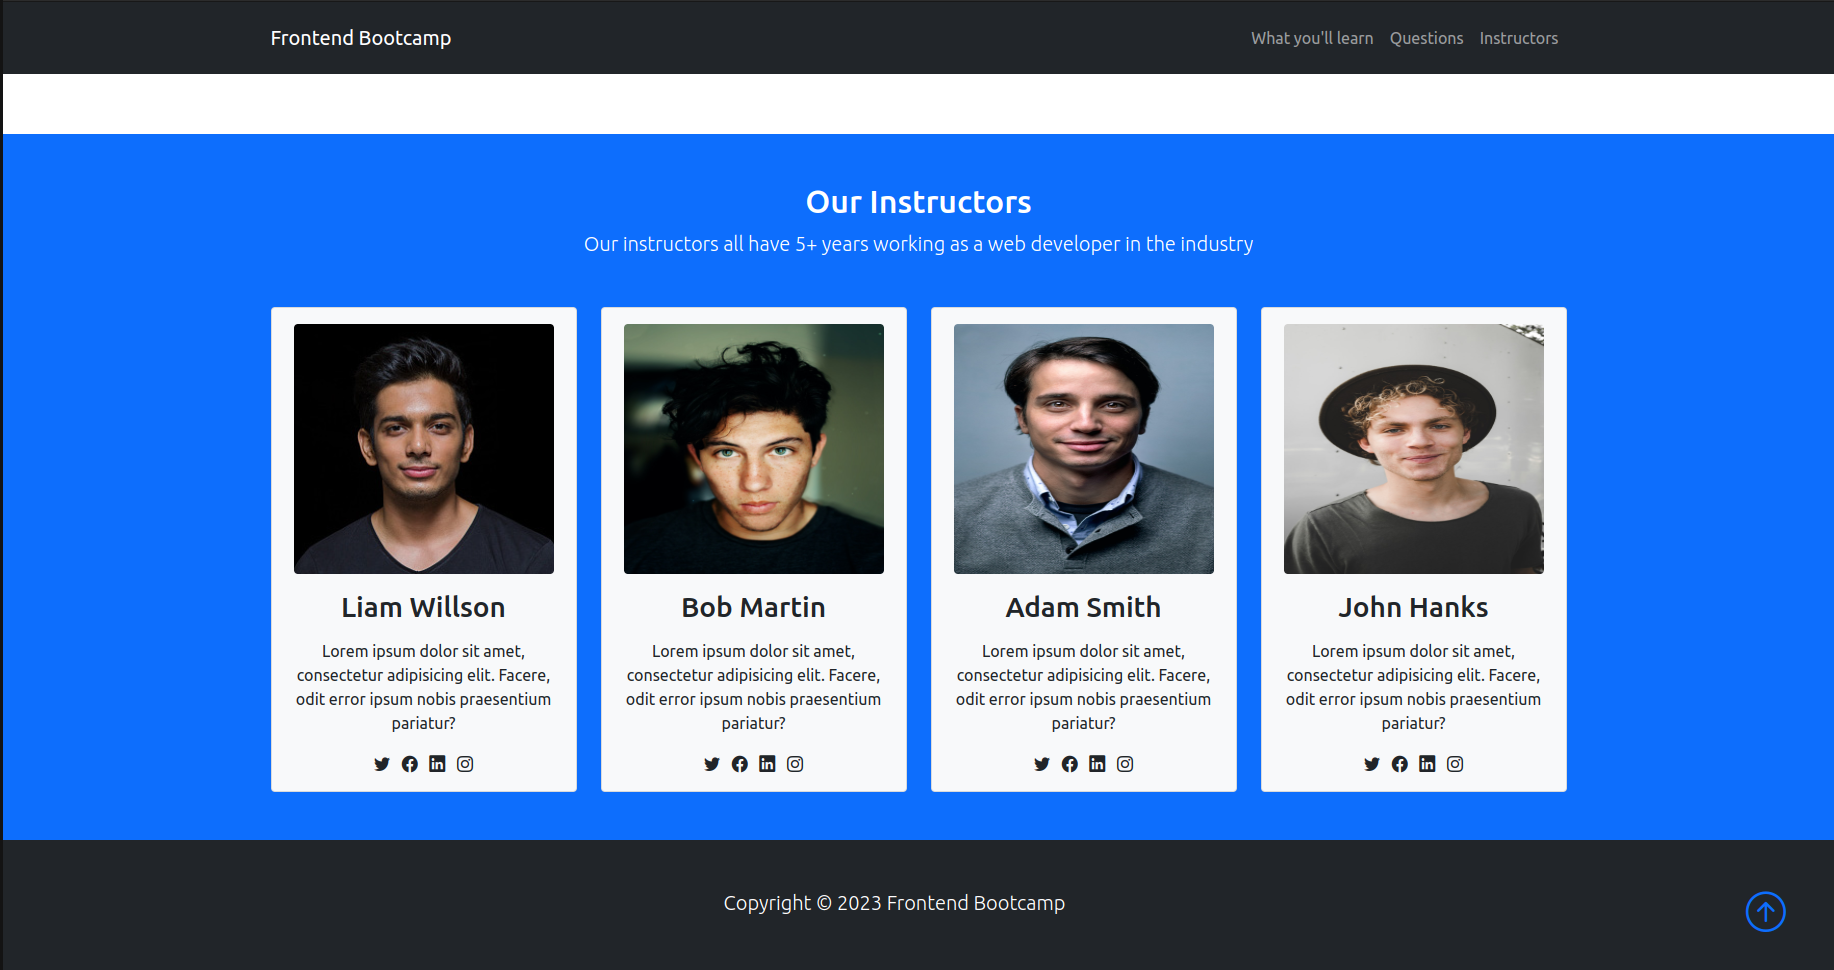 Frontend Bootcamp
What you'll learn Questions Instructors
Our Instructors
Our instructors all have 5+ years working as a web developer in the industry
Liam Willson
Lorem ipsum dolor sit amet,
consectetur adipisicing elit. Facere,
odit error ipsum nobis praesentium
pariatur?
Bob Martin
Lorem ipsum dolor sit amet,
consectetur adipisicing elit. Facere,
odit error ipsum nobis praesentium
pariatur?
Adam Smith
Lorem ipsum dolor sit amet,
consectetur adipisicing elit. Facere,
odit error ipsum nobis praesentium
pariatur?
John Hanks
Lorem ipsum dolor sit amet,
consectetur adipisicing elit. Facere,
odit error ipsum nobis praesentium
pariatur?
Copyright © 2023 Frontend Bootcamp